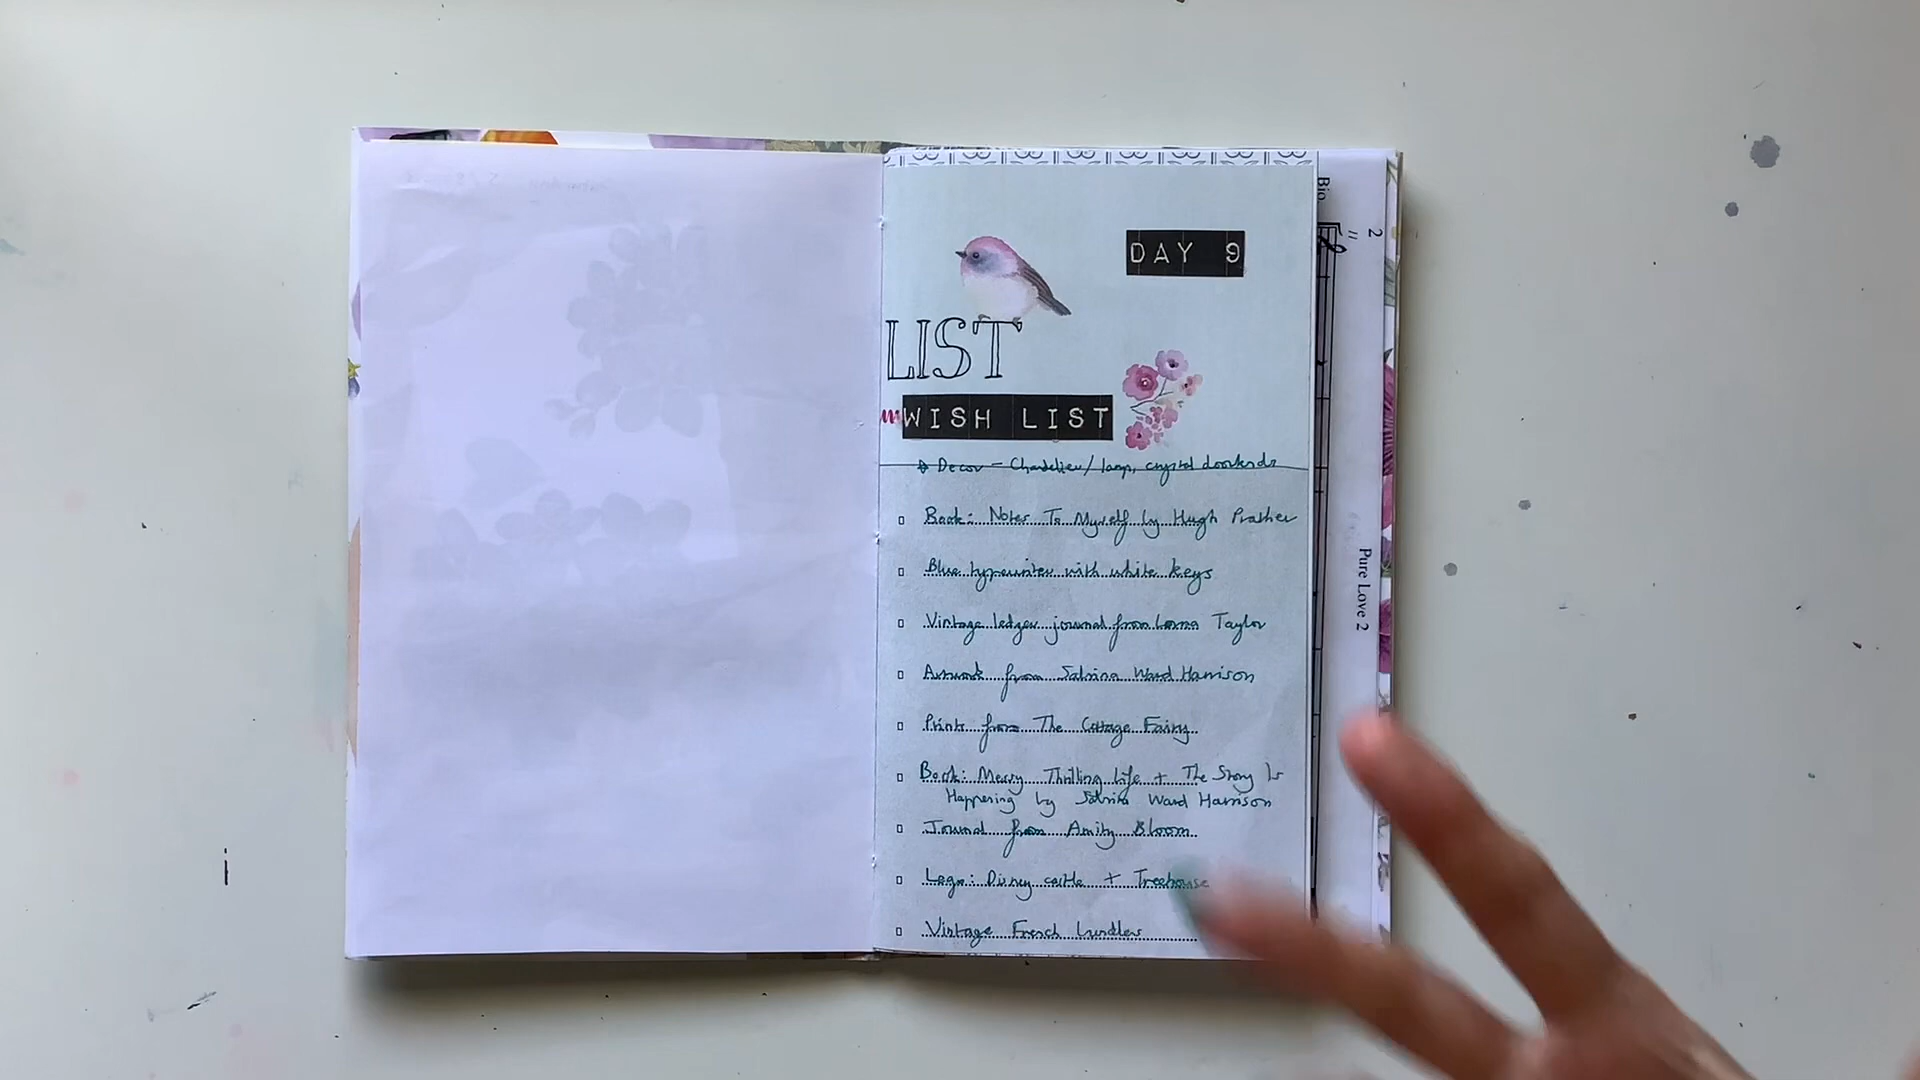 DAY 9
LIST
WISH LIST
Decor - Chandelier/ lamp, crystal doorknobs
Book: Notes To Myself by Hugh Prather
Blue typewriter with white keys
Vintage ledger journal from Lorna Taylor
Artwork from Sabrina Ward Harrison
Prints from The Cottage Fairy
Book: Messy Thrilling Life + The Story Is
Happening by Sabrina Ward Harrison
Journal from Amity Bloom
Lego: Disney castle + Treehouse
Vintage French bundles
Bio
2
Pure Love 2